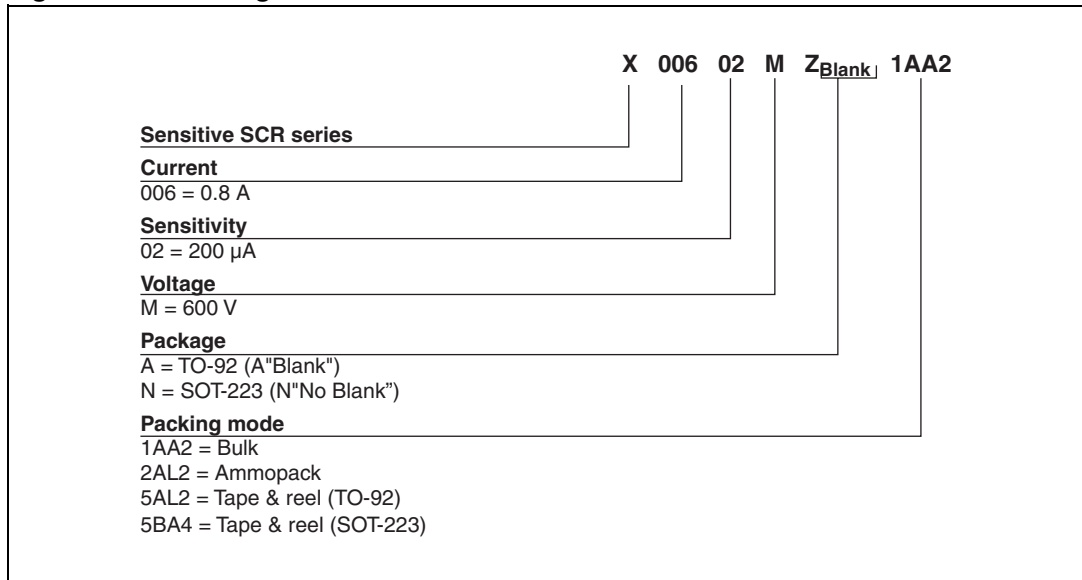 X 006 02 M Z Blank 1AA2
Sensitive SCR series
Current
006 = 0.8 A
Sensitivity
02 = 200 µA
Voltage
M = 600 V
Package
A = TO-92 (A"Blank")
N = SOT-223 (N"No Blank”)
Packing mode
1AA2 = Bulk
2AL2 = Ammopack
5AL2 = Tape & reel (TO-92)
5BA4 = Tape & reel (SOT-223)